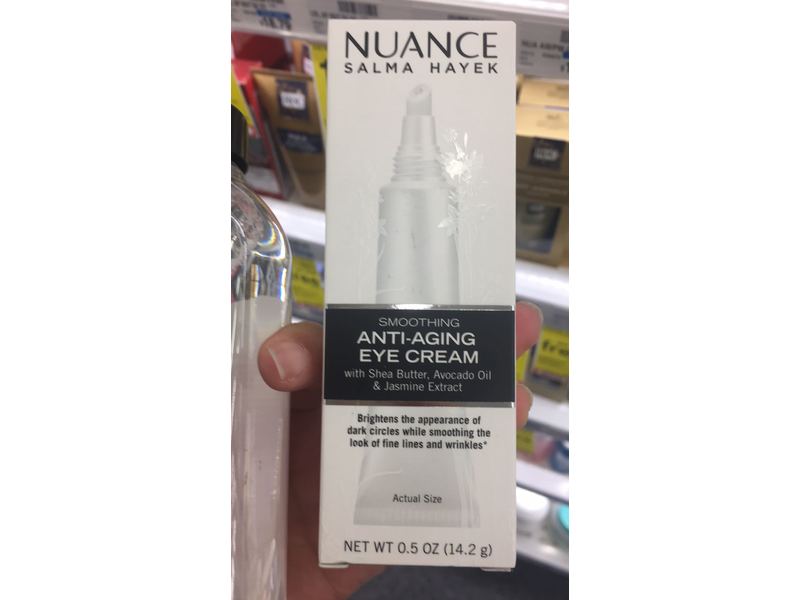 NUANCE
SALMA HAYEK
SMOOTHING
ANTI-AGING
EYE CREAM
with Shea Butter, Avocado Oil
& Jasmine Extract
Brightens the appearance of
dark circles while smoothing the
look of fine lines and wrinkles*
Actual Size
NET WT 0.5 OZ (14.2 g)